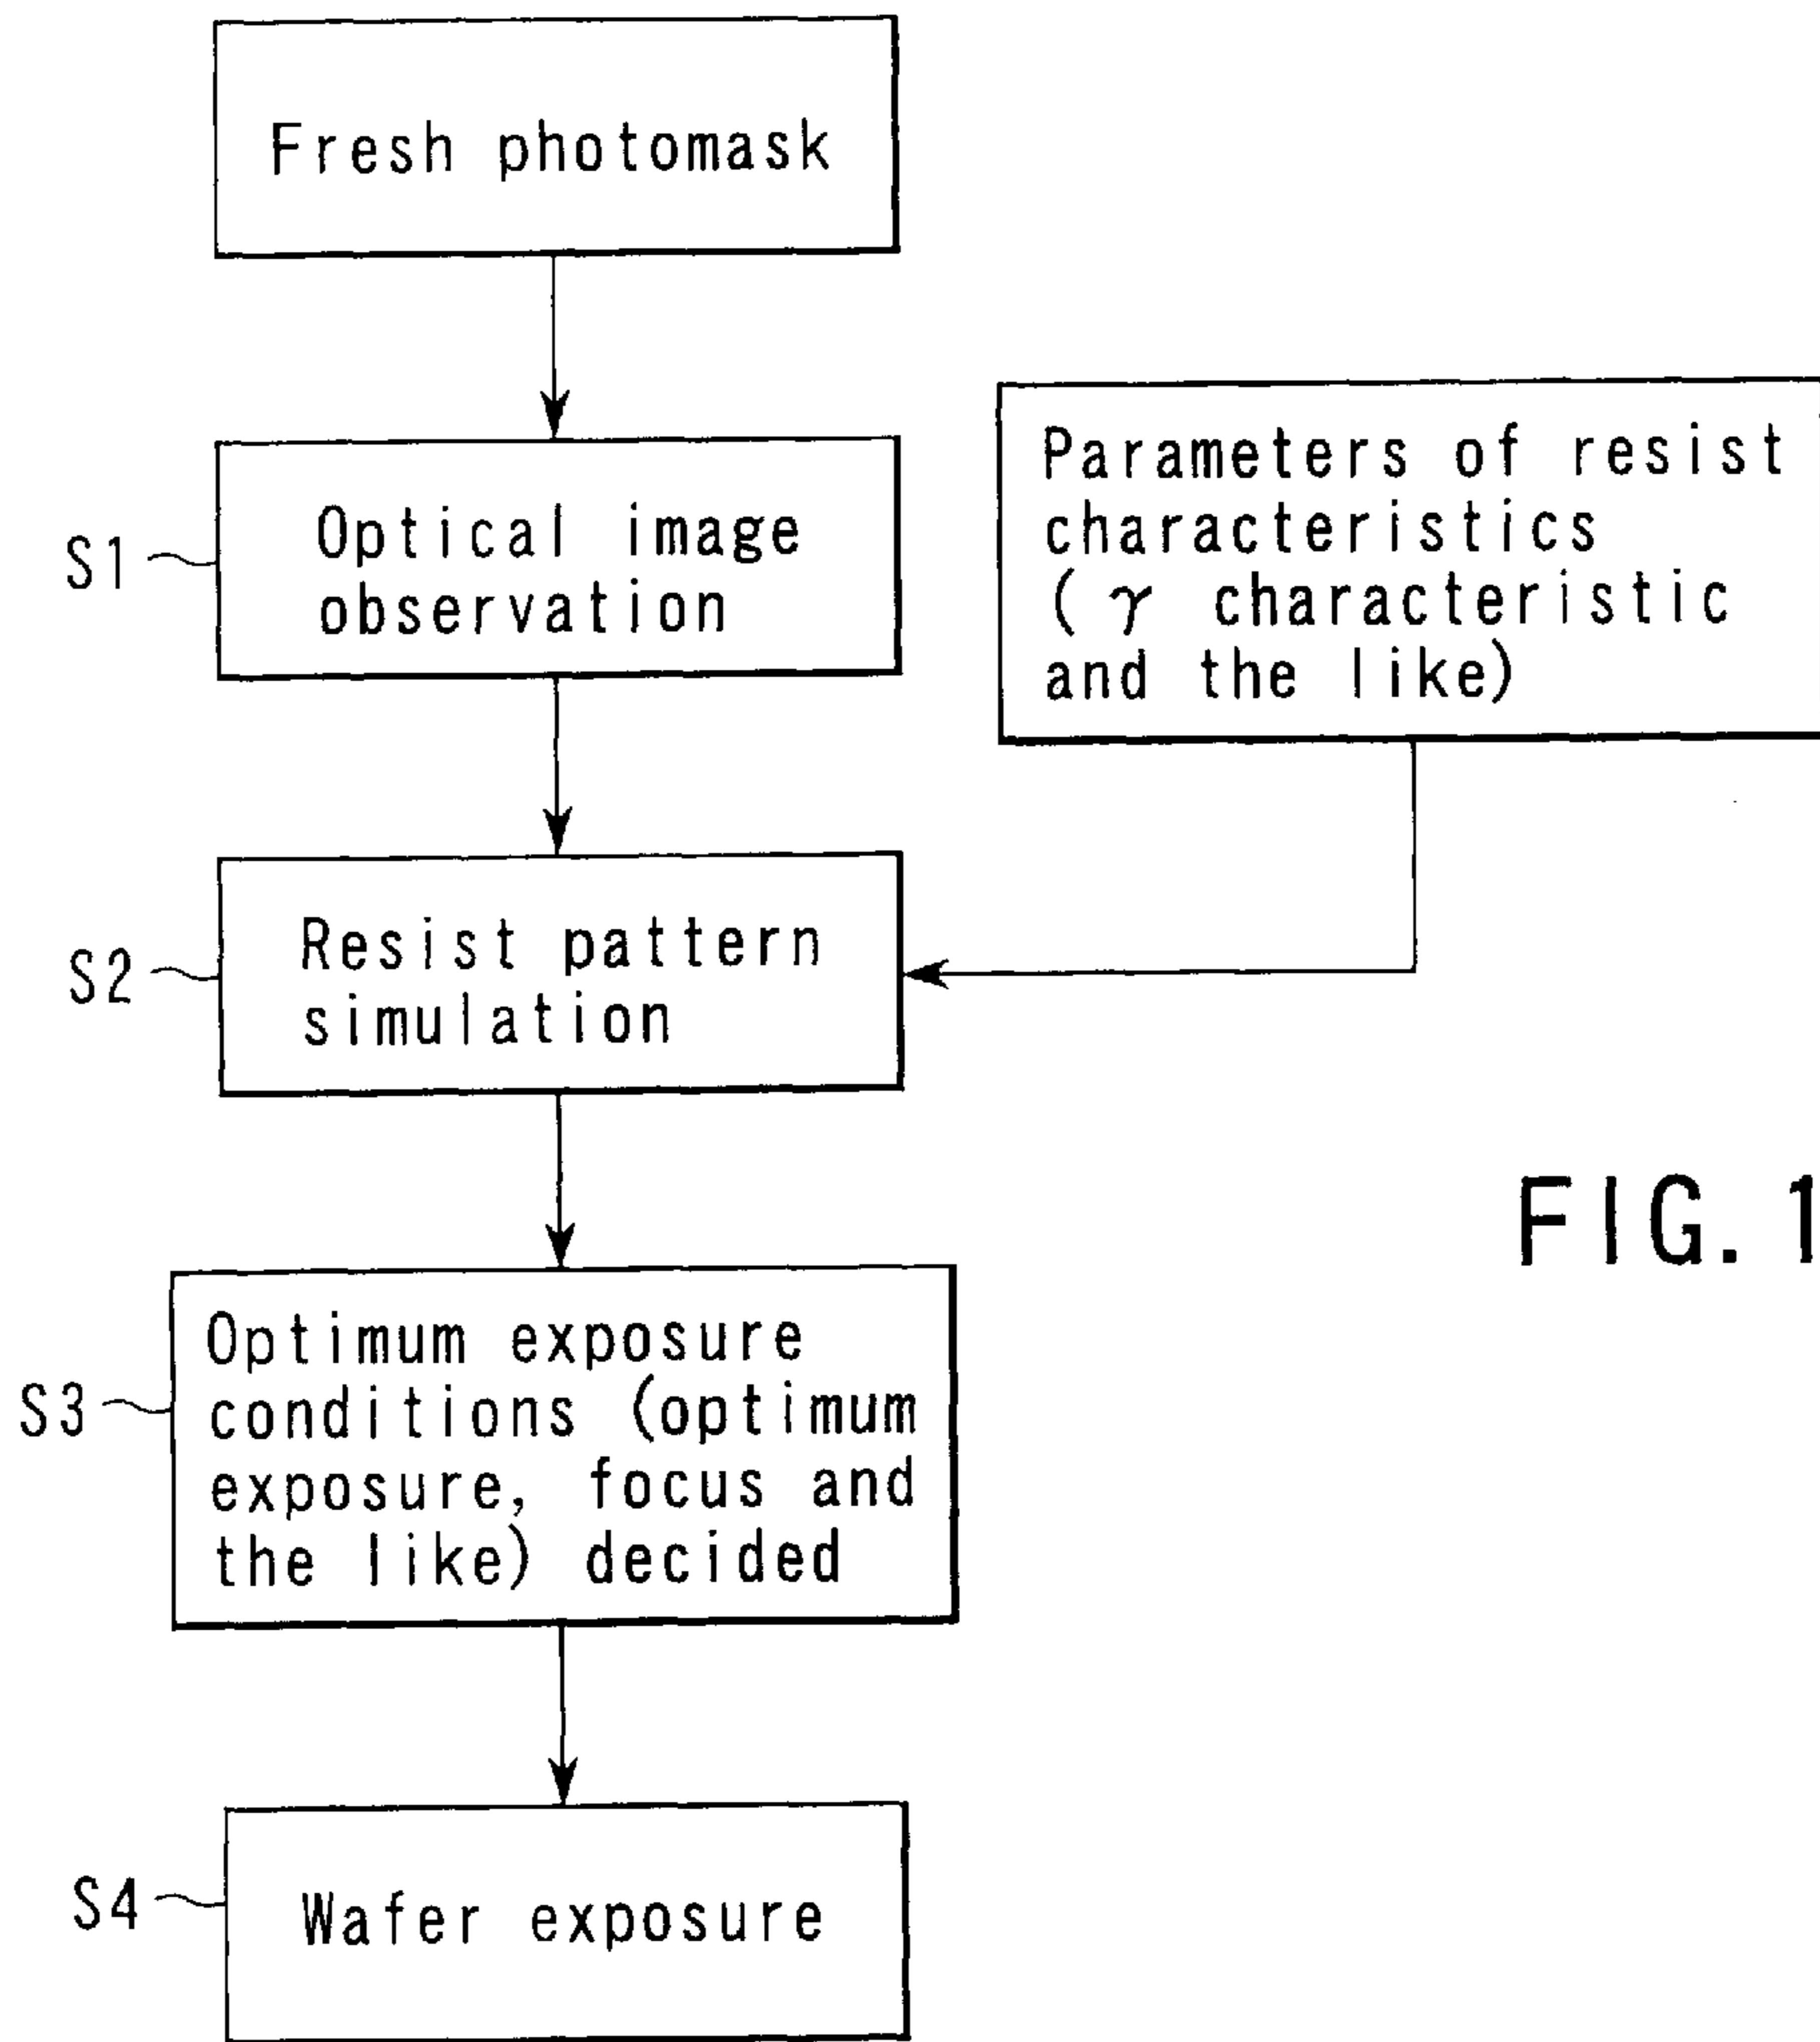 Fresh photomask
S1
Optical image
observation
Parameters of resist
characteristics
( γ characteristic
and the like)
S2
Resist pattern
simulation
FIG. 1
S3
Optimum exposure
conditions (optimum
exposure, focus and
the like) decided
S4
Wafer exposure